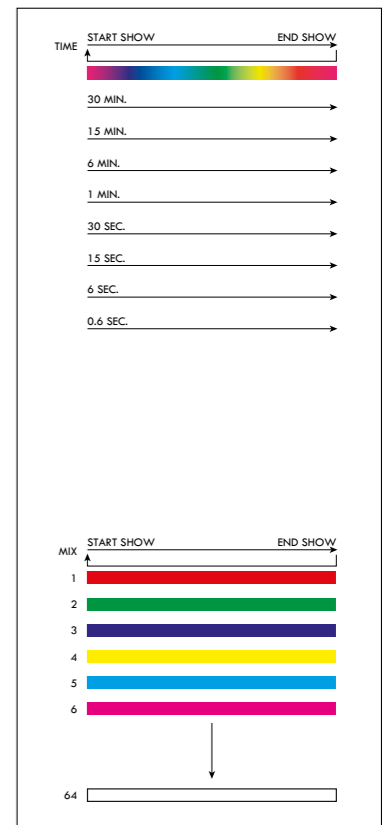 TIME START SHOW END SHOW
30 MIN.
15 MIN.
6 MIN.
1 MIN.
30 SEC.
15 SEC.
6 SEC.
0.6 SEC.
MIX START SHOW END SHOW
1
2
3
4
5
6
64